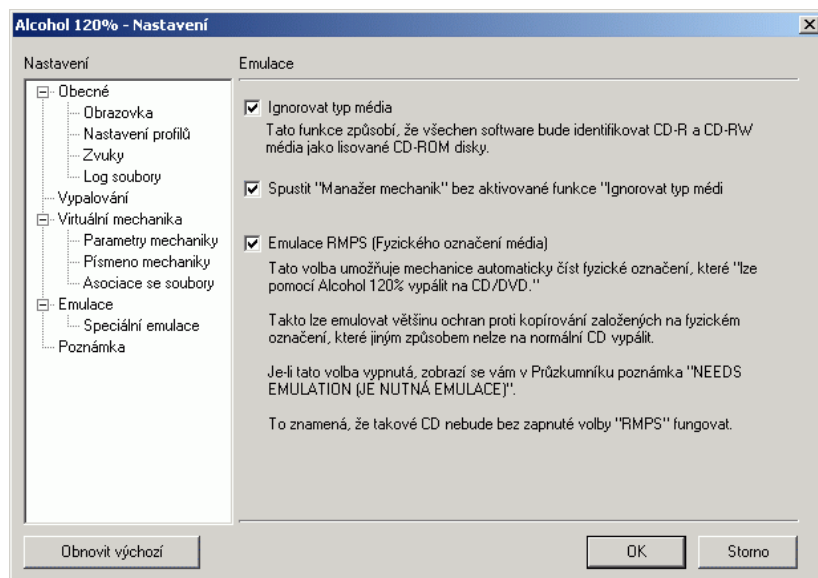 Alcohol 120% - Nastavení
Nastavení
Obecné
Obrazovka
Nastavení profilů
Zvuky
Log soubory
Vypalování
Virtuální mechanika
Parametry mechaniky
Písmeno mechaniky
Asociace se soubory
Emulace
Speciální emulace
Poznámka
Emulace
Ignorovat typ média
Tato funkce způsobí, že všechen software bude identifikovat CD-R a CD-RW
média jako lisované CD-ROM disky.
Spustit "Manažer mechanik" bez aktivované funkce "Ignorovat typ médi
Emulace RMPS (Fyzického označení média)
Tato volba umožňuje mechanice automaticky číst fyzické označení, které "lze
pomocí Alcohol 120% vypálit na CD/DVD."
Takto lze emulovat většinu ochran proti kopírování založených na fyzickém
označení, které jiným způsobem nelze na normální CD vypálit.
Je-li tato volba vypnutá, zobrazí se vám v Průzkumníku poznámka "NEEDS
EMULATION (JE NUTNÁ EMULACE)".
To znamená, že takové CD nebude bez zapnuté volby "RMPS" fungovat.
Obnovit výchozí
OK
Storno